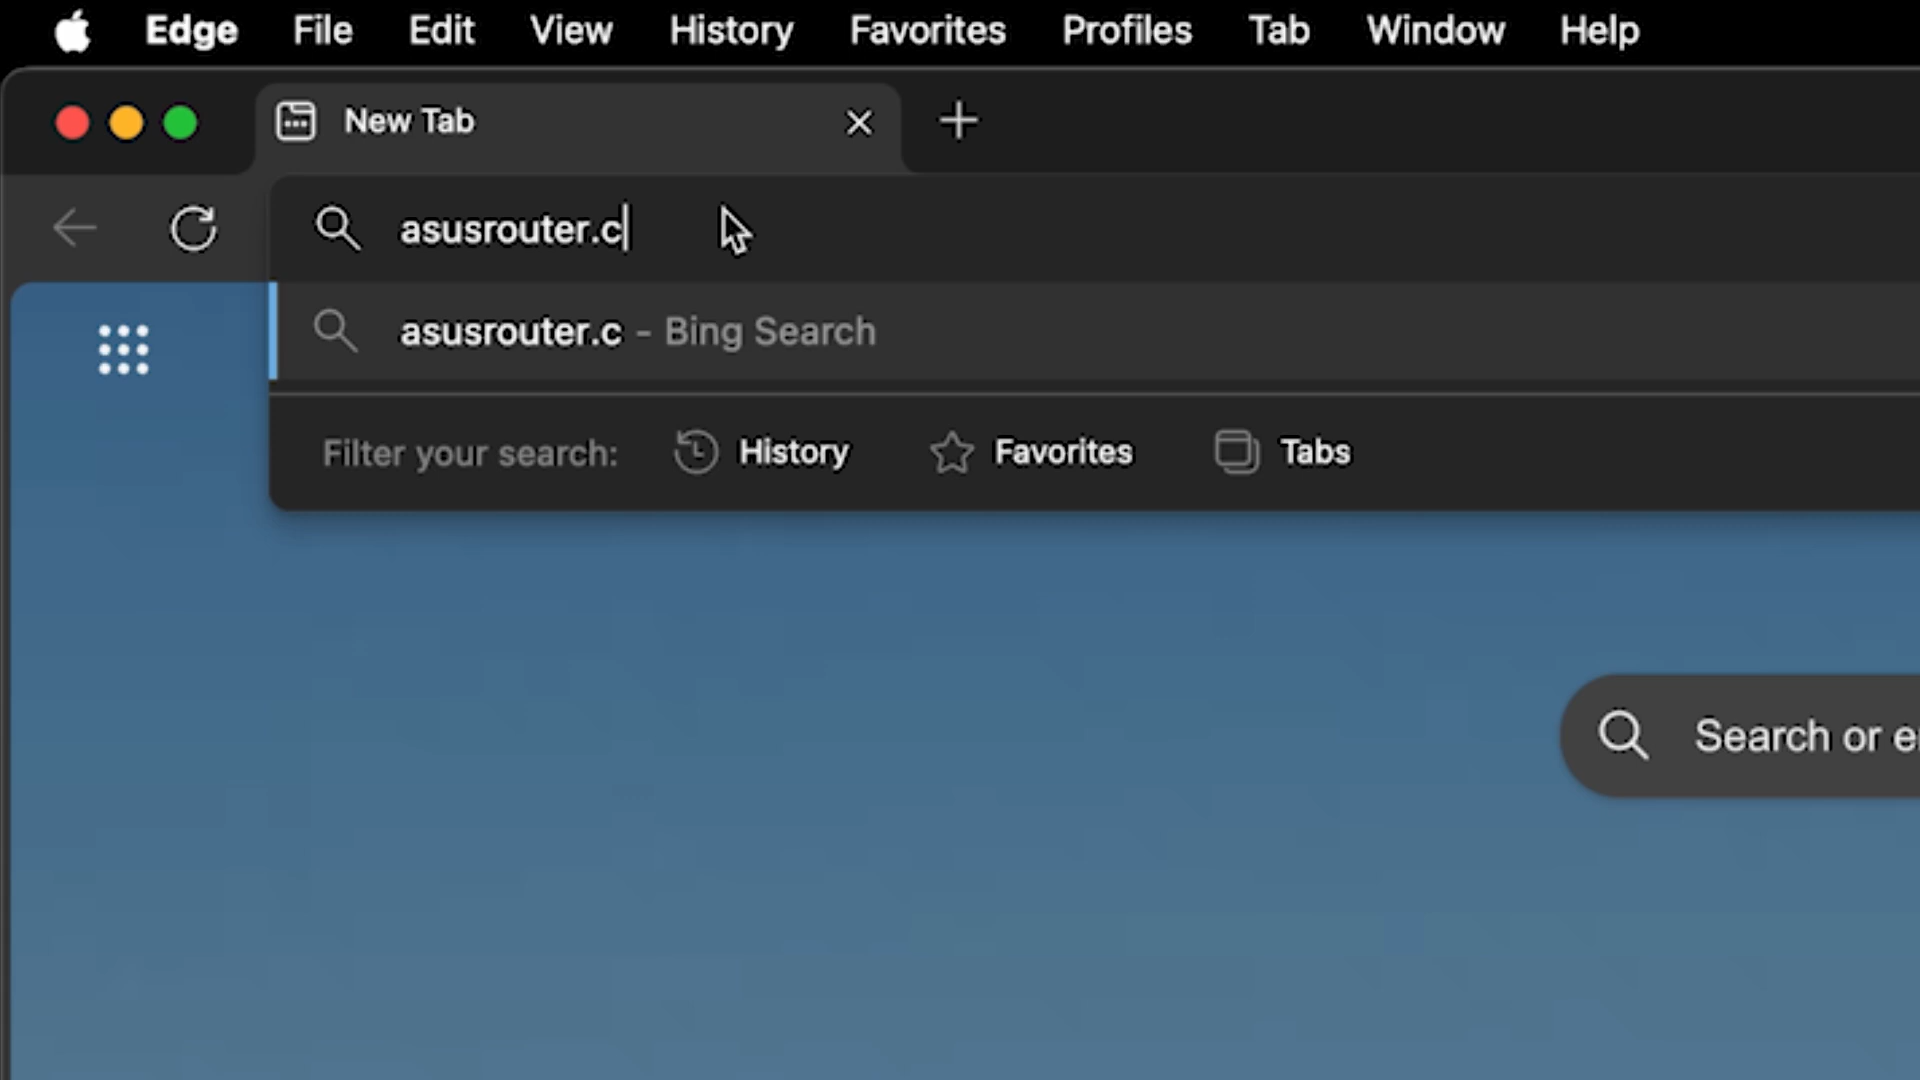 Edge File Edit View History Favorites Profiles Tab Window Help
New Tab
asusrouter.c
asusrouter.c - Bing Search
Filter your search: History Favorites Tabs
Search or e